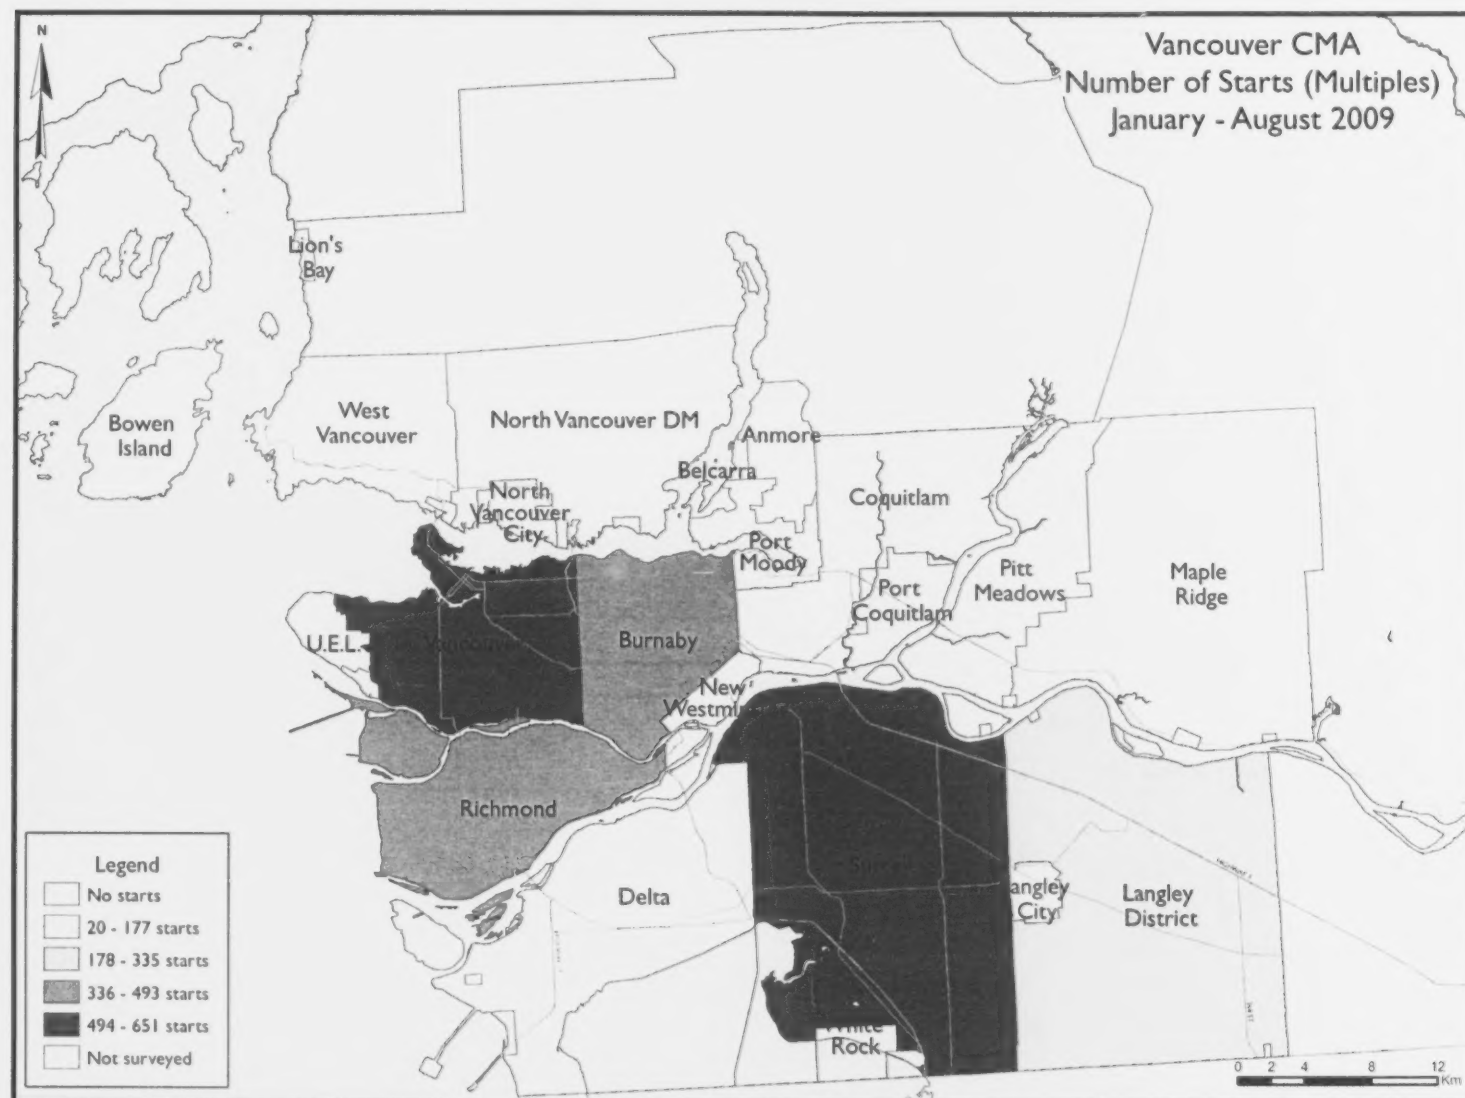 N
Vancouver CMA
Number of Starts (Multiples)
January - August 2009
Lion's
Bay
Bowen
Island
West
Vancouver
North Vancouver DM
Anmore
Belcarra
North
Vancouver
City
Coquitlam
Port
Moody
Port
Coquitlam
Pitt
Meadows
Maple
Ridge
U.E.L.
Vancouver
Burnaby
New
Richmond
Surrey
Delta
Langley
City
Langley
District
White
Rock
Legend
No starts
20 - 177 starts
178 - 335 starts
336 - 493 starts
494 - 651 starts
Not surveyed
0 2 4 8 12
Km